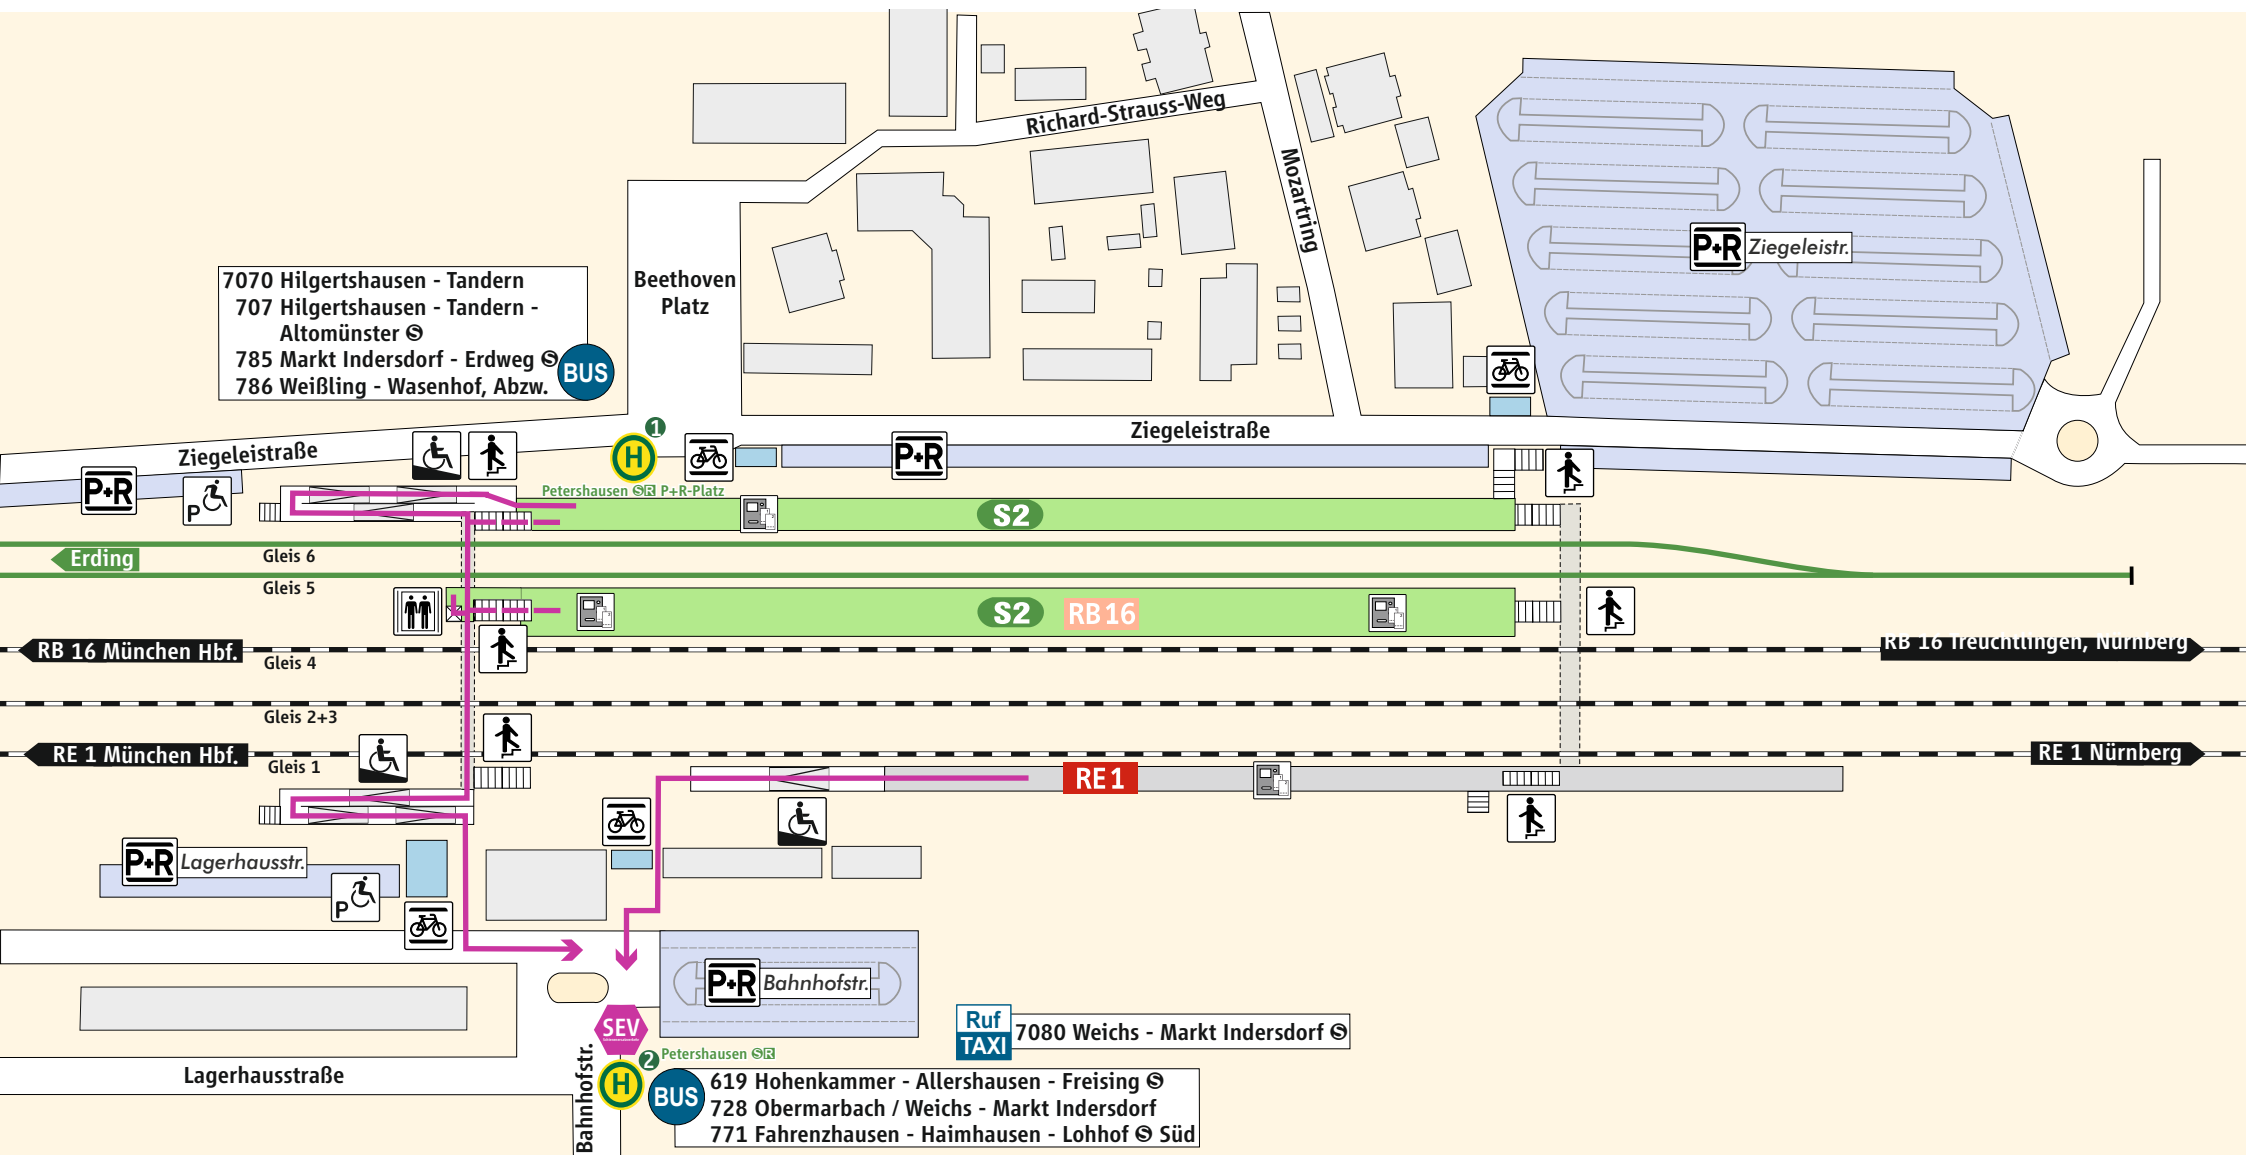 Richard-Strauss-Weg
Mozartring
P+R Ziegeleistr.
Beethoven
Platz
7070 Hilgertshausen - Tandern
707 Hilgertshausen - Tandern -
Altomünster S
785 Markt Indersdorf - Erdweg S
786 Weißling - Wasenhof, Abzw.
BUS
Ziegeleistraße
Ziegeleistraße
1
H
P+R
P+R
P
Petershausen S R P+R-Platz
S2
Erding
Gleis 6
Gleis 5
S2 RB 16
RB 16 München Hbf.
Gleis 4
RB 16 Treuchtlingen, Nürnberg
Gleis 2+3
RE 1 München Hbf.
Gleis 1
RE 1 Nürnberg
RE 1
P+R Lagerhausstr.
P
P+R Bahnhofstr.
SEV
Ruf
TAXI
7080 Weichs - Markt Indersdorf S
2
Petershausen S R
H
Bahnhofstr.
Lagerhausstraße
BUS
619 Hohenkammer - Allershausen - Freising S
728 Obermarbach / Weichs - Markt Indersdorf
771 Fahrenzhausen - Haimhausen - Lohhof S Süd